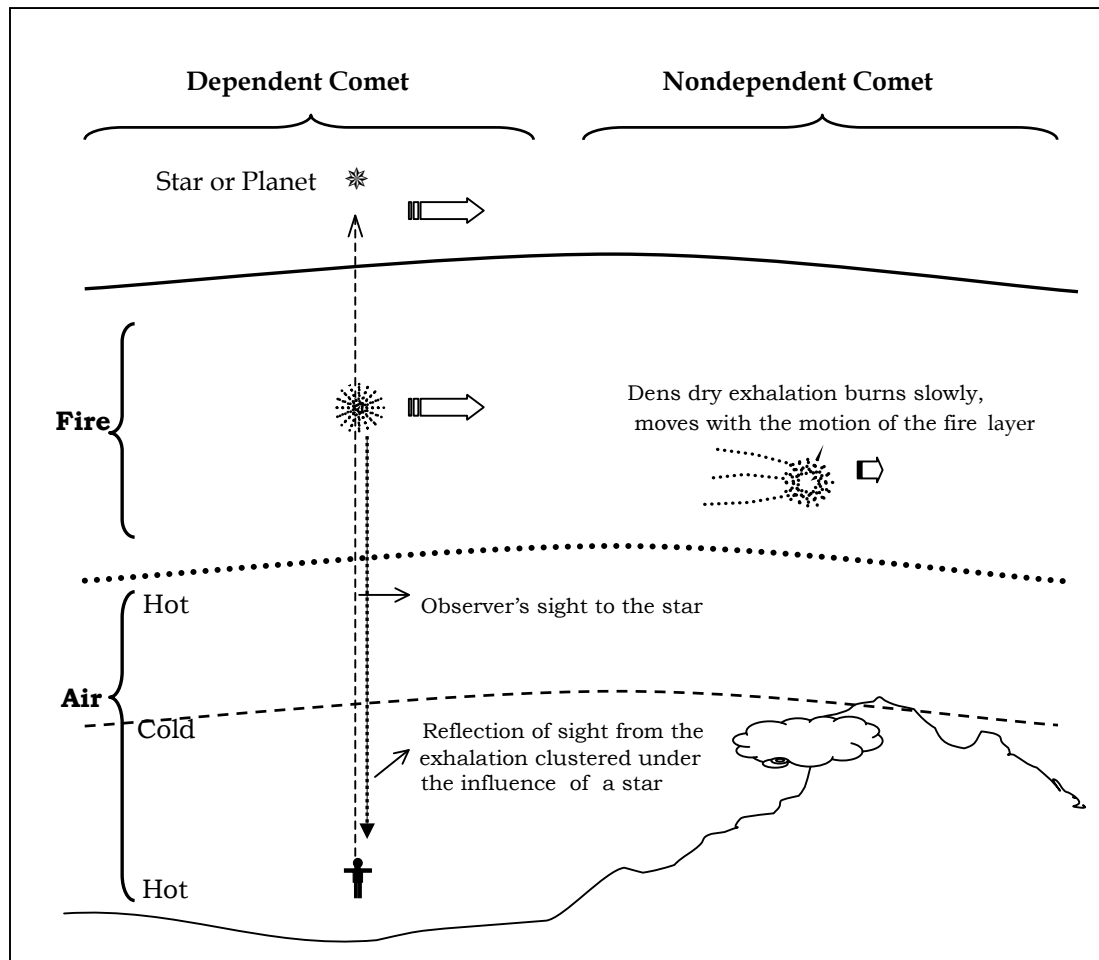 Dependent Comet
Nondependent Comet
Star or Planet
Dens dry exhalation burns slowly,
moves with the motion of the fire layer
Fire
Hot
Observer's sight to the star
Air
Cold
Reflection of sight from the
exhalation clustered under
the influence of a star
Hot